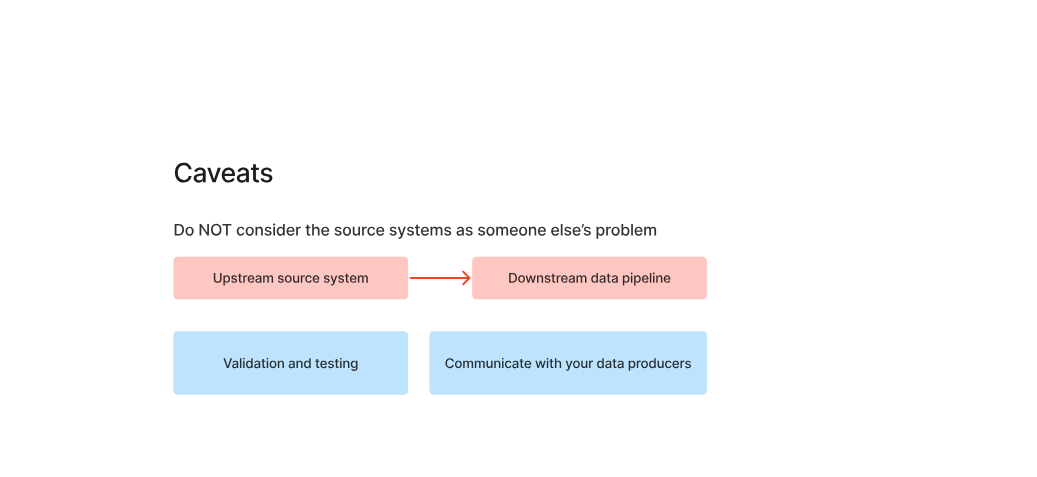 Caveats
Do NOT consider the source systems as someone else’s problem
Upstream source system
Downstream data pipeline
Validation and testing
Communicate with your data producers